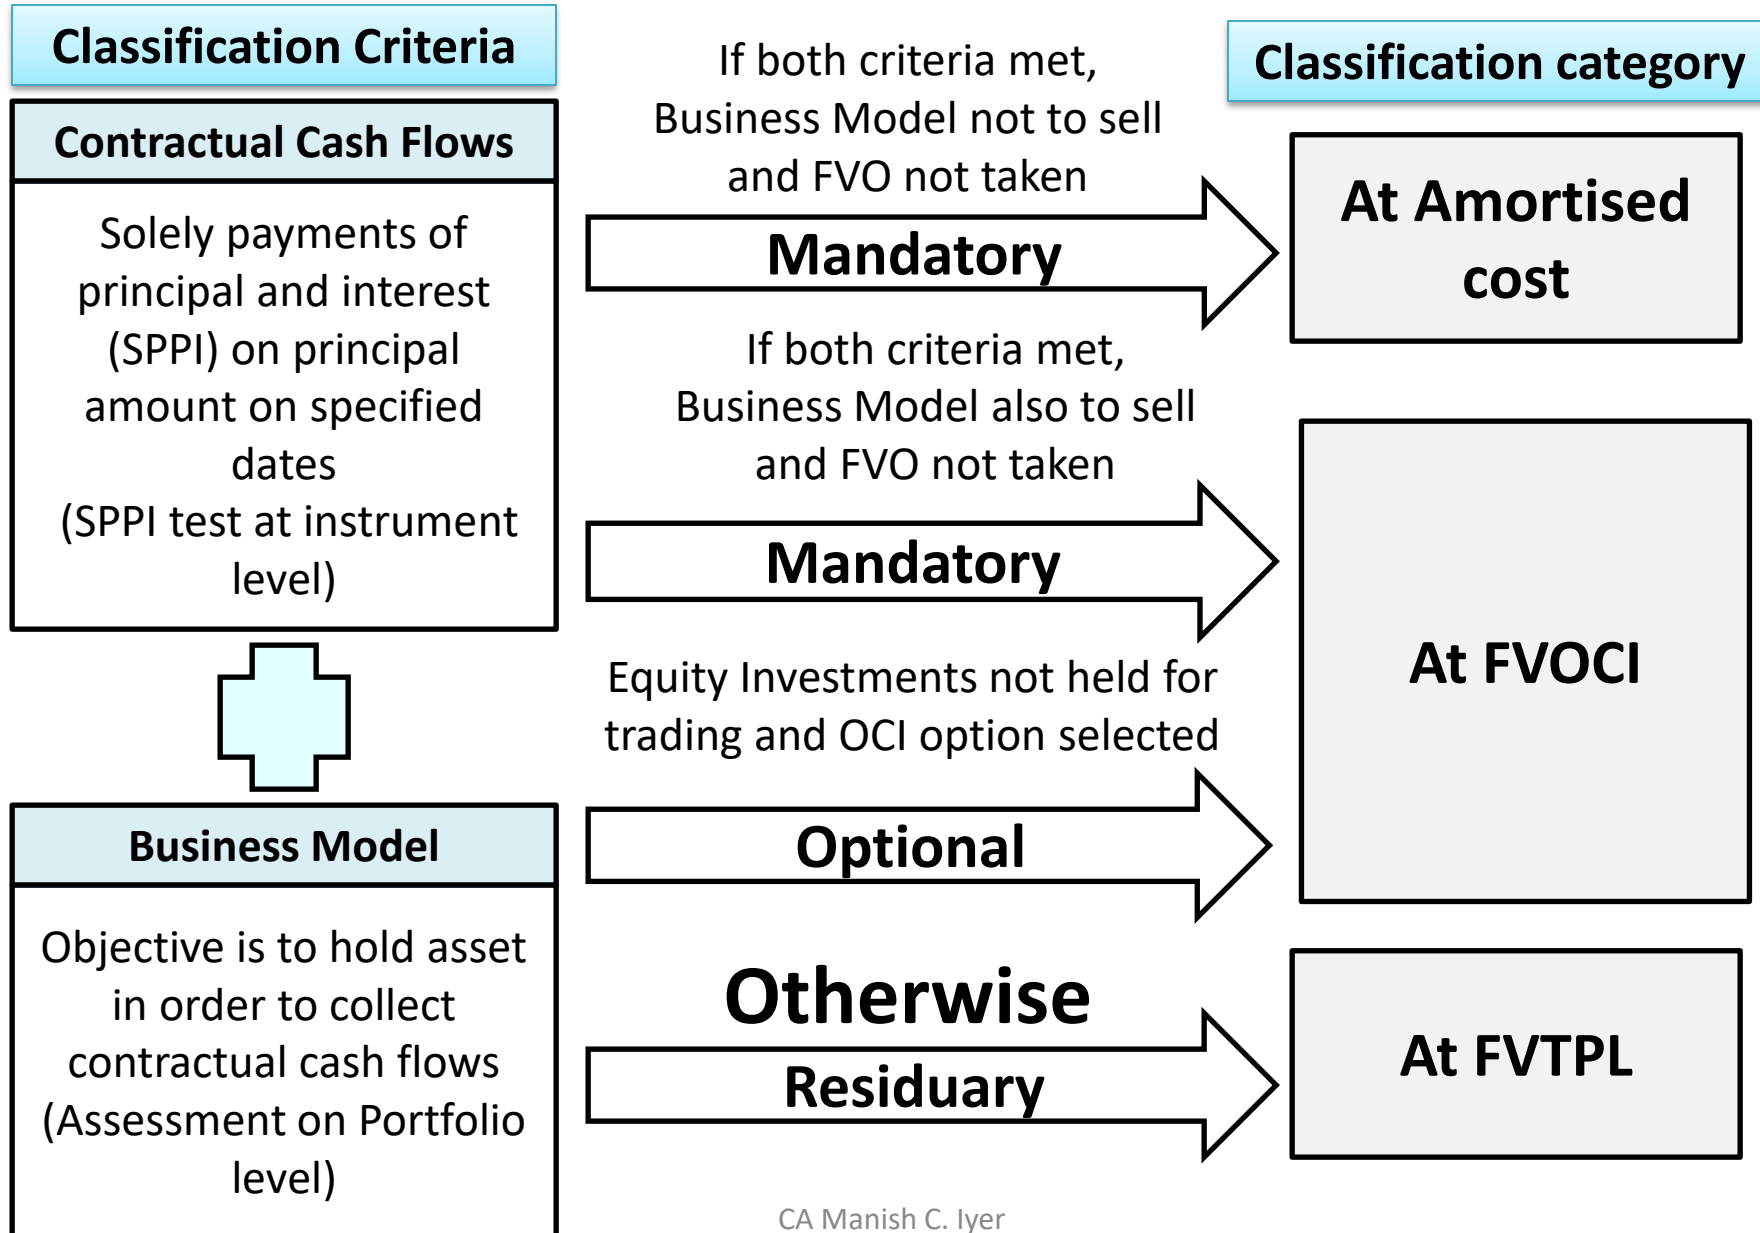 Classification Criteria
Contractual Cash Flows
Solely payments of
principal and interest
(SPPI) on principal
amount on specified
dates
(SPPI test at instrument
level)
Business Model
Objective is to hold asset
in order to collect
contractual cash flows
(Assessment on Portfolio
level)
If both criteria met,
Business Model not to sell
and FVO not taken
Mandatory
If both criteria met,
Business Model also to sell
and FVO not taken
Mandatory
Equity Investments not held for
trading and OCI option selected
Optional
Otherwise
Residuary
Classification category
At Amortised
cost
At FVOCI
At FVTPL
CA Manish C. Iyer